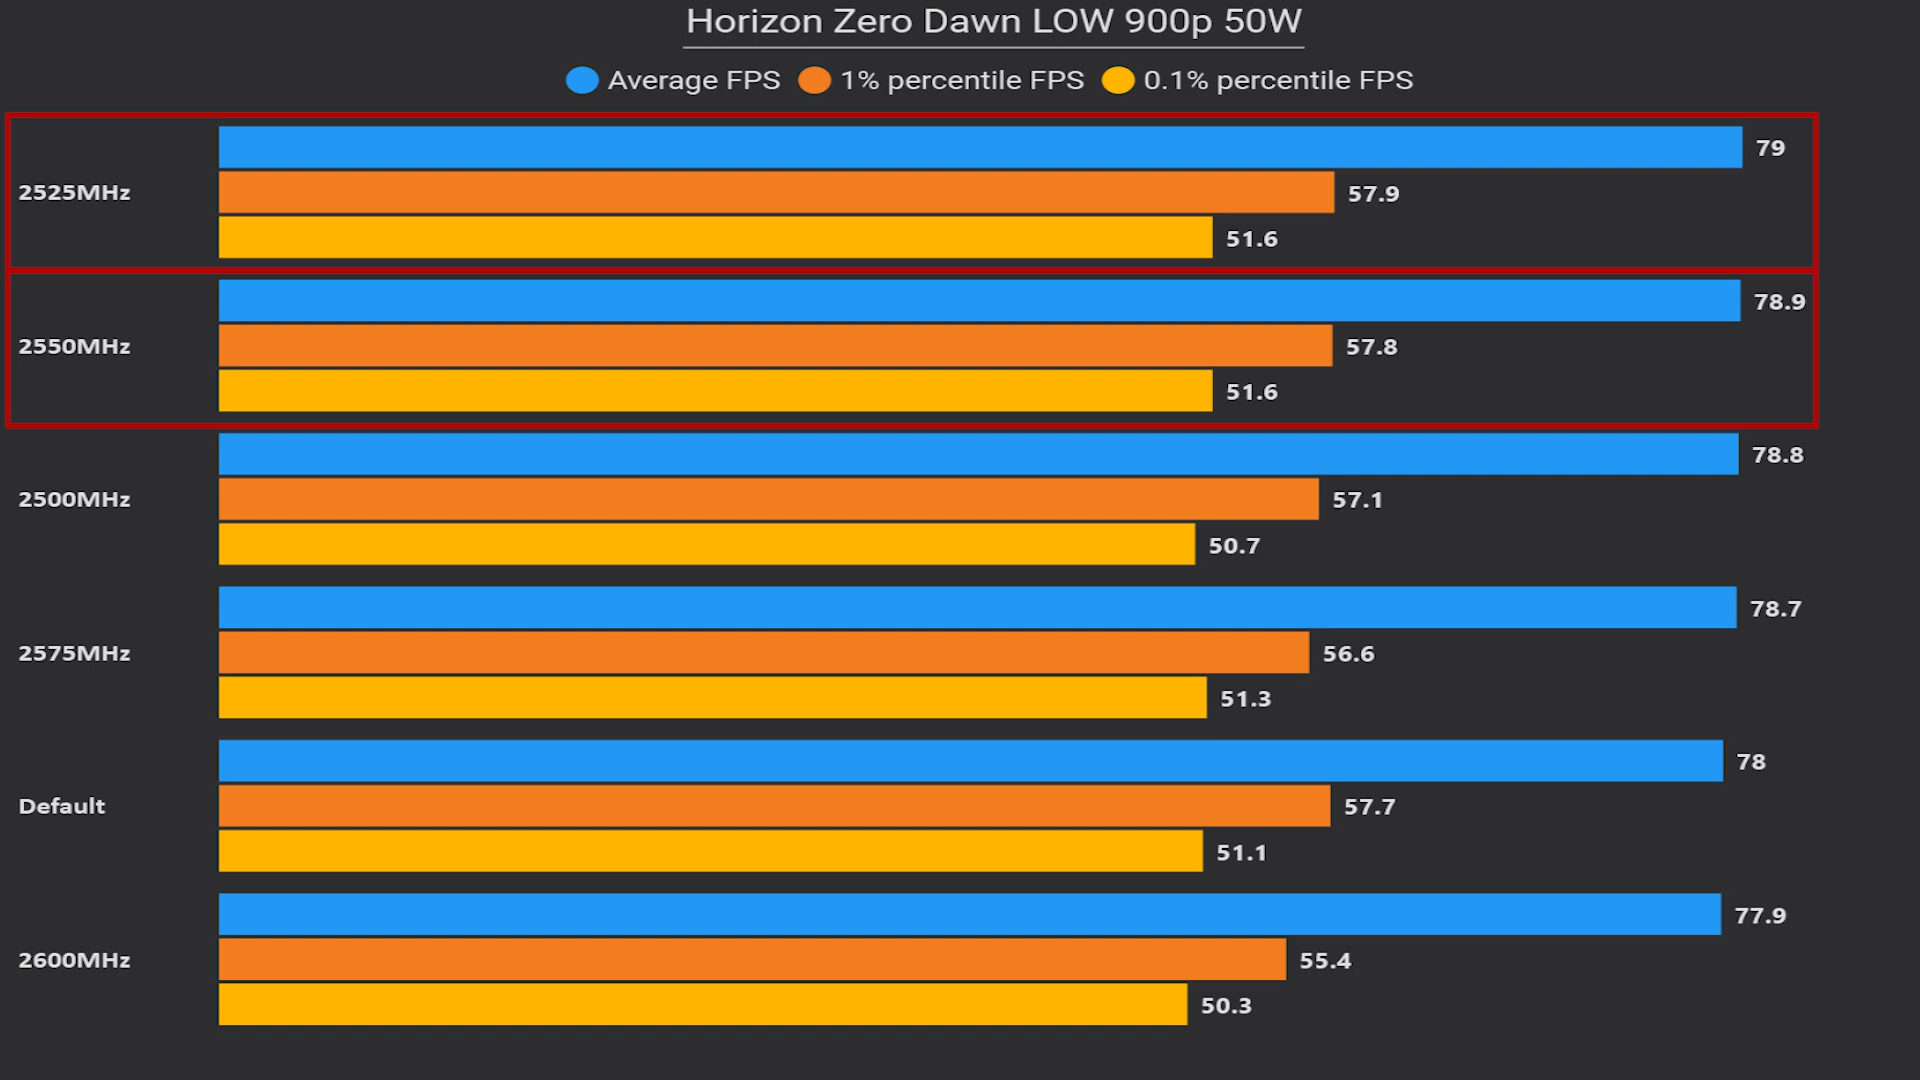 Horizon Zero Dawn LOW 900p 50W
Average FPS 1% percentile FPS 0.1% percentile FPS
79
2525MHz 57.9
51.6
78.9
2550MHz 57.8
51.6
78.8
2500MHz 57.1
50.7
78.7
2575MHz 56.6
51.3
78
Default 57.7
51.1
77.9
2600MHz 55.4
50.3